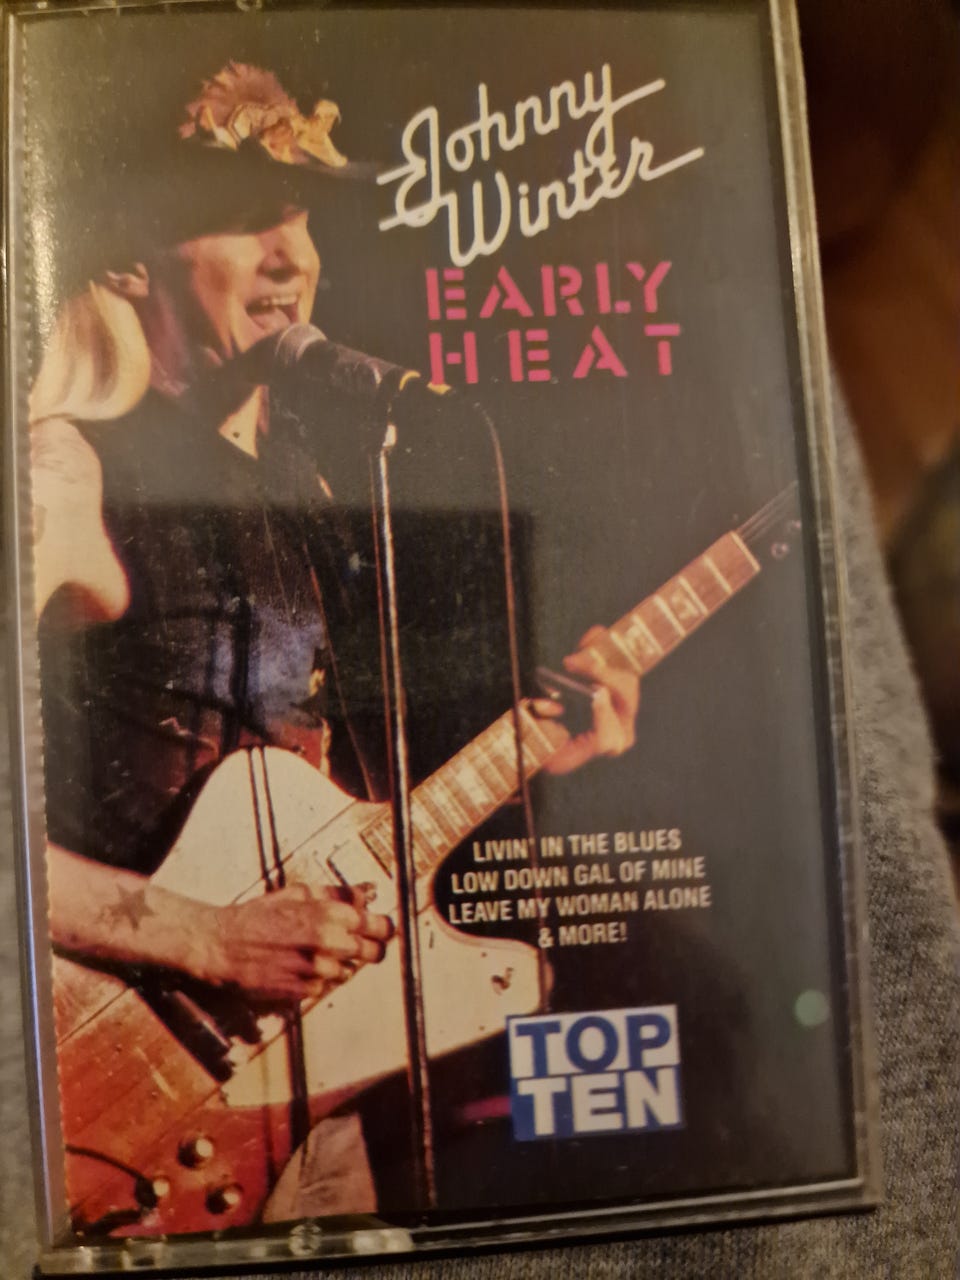 Johnny
Winter
EARLY
HEAT
LIVIN' IN THE BLUES
LOW DOWN GAL OF MINE
LEAVE MY WOMAN ALONE
& MORE!
TOP
TEN